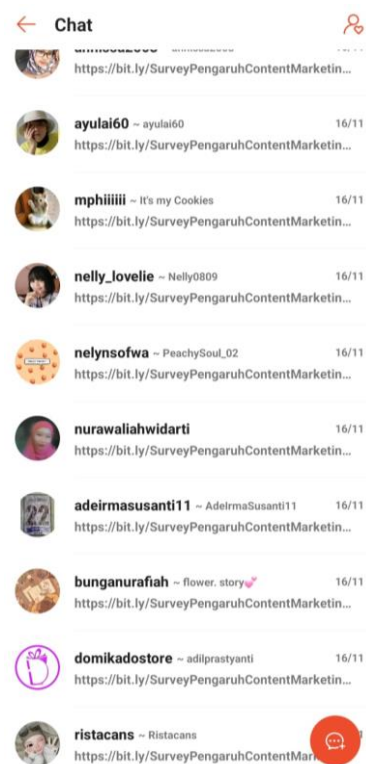 Chat
https://bit.ly/SurveyPengaruhContentMarketin...
ayulai60 ~ ayulai60 16/11
https://bit.ly/SurveyPengaruhContentMarketin...
mphiiiiii ~ It's my Cookies 16/11
https://bit.ly/SurveyPengaruhContentMarketin...
nelly_lovelie ~ Nelly0809 16/11
https://bit.ly/SurveyPengaruhContentMarketin...
nelynsofwa ~ PeachySoul_02 16/11
https://bit.ly/SurveyPengaruhContentMarketin...
nurawaliahwidarti 16/11
https://bit.ly/SurveyPengaruhContentMarketin...
adeirmasusanti11 ~ AdeIrmaSusanti11 16/11
https://bit.ly/SurveyPengaruhContentMarketin...
bunganurafiah ~ flower. story💕 16/11
https://bit.ly/SurveyPengaruhContentMarketin...
domikadostore ~ adilprastyanti 16/11
https://bit.ly/SurveyPengaruhContentMarketin...
ristacans ~ Ristacans
https://bit.ly/SurveyPengaruhContentMar